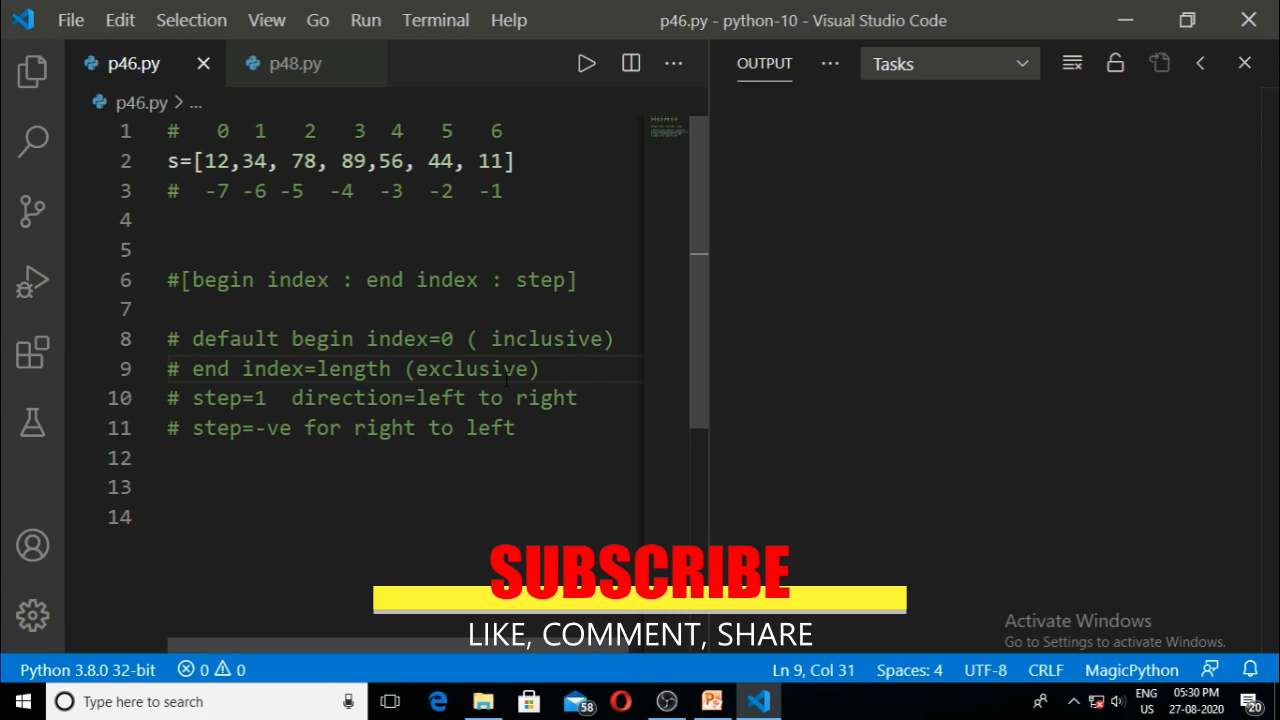 File Edit Selection View Go Run Terminal Help p46.py - python-10 - Visual Studio Code
p46.py p48.py OUTPUT Tasks
p46.py > ...
1 #   0  1   2   3  4   5   6
2 s=[12,34, 78, 89,56, 44, 11]
3 #  -7 -6 -5  -4  -3  -2  -1
4
5
6 #[begin index : end index : step]
7
8 # default begin index=0 ( inclusive)
9 # end index=length (exclusive)
10 # step=1  direction=left to right
11 # step=-ve for right to left
12
13
14
SUBSCRIBE
LIKE, COMMENT, SHARE
Activate Windows
Go to Settings to activate Windows.
Python 3.8.0 32-bit 0 0 Ln 9, Col 31 Spaces: 4 UTF-8 CRLF MagicPython
Type here to search 58 ENG US 05:30 PM 27-08-2020 20